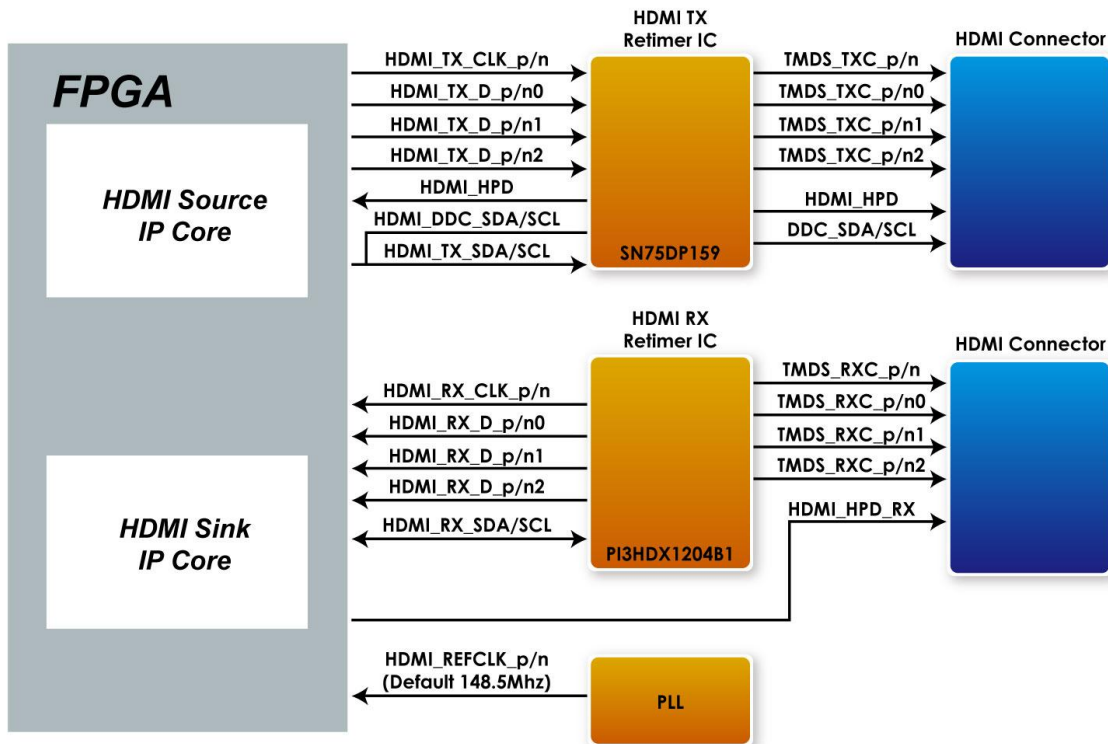 FPGA
HDMI Source
IP Core
HDMI Sink
IP Core
HDMI_TX_CLK_p/n
HDMI_TX_D_p/n0
HDMI_TX_D_p/n1
HDMI_TX_D_p/n2
HDMI_HPD
HDMI_DDC_SDA/SCL
HDMI_TX_SDA/SCL
HDMI TX
Retimer IC
SN75DP159
TMDS_TXC_p/n
TMDS_TXC_p/n0
TMDS_TXC_p/n1
TMDS_TXC_p/n2
HDMI_HPD
DDC_SDA/SCL
HDMI Connector
HDMI_RX_CLK_p/n
HDMI_RX_D_p/n0
HDMI_RX_D_p/n1
HDMI_RX_D_p/n2
HDMI_RX_SDA/SCL
HDMI RX
Retimer IC
PI3HDX1204B1
TMDS_RXC_p/n
TMDS_RXC_p/n0
TMDS_RXC_p/n1
TMDS_RXC_p/n2
HDMI_HPD_RX
HDMI Connector
HDMI_REFCLK_p/n
(Default 148.5Mhz)
PLL